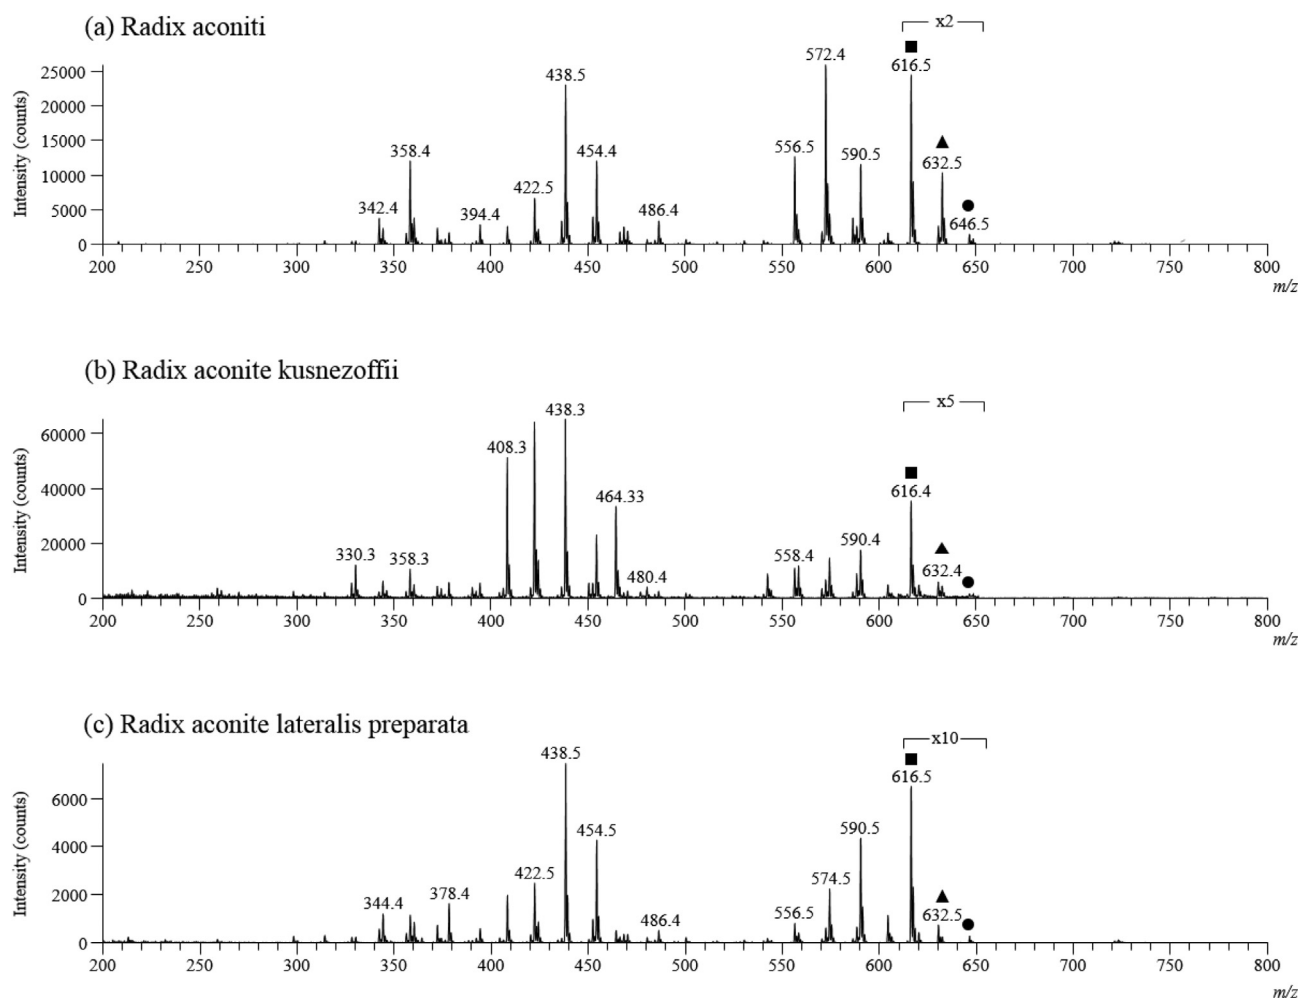 (a) Radix aconiti
x2
■ ▲ ●
572.4
616.5
438.5
358.4
454.4
556.5
590.5
632.5
422.5
342.4
394.4
486.4
646.5
Intensity (counts)
25000
20000
15000
10000
5000
0
200 250 300 350 400 450 500 550 600 650 700 750 800
m/z
(b) Radix aconite kusnezoffii
x5
■ ▲ ●
438.3
408.3
464.33
616.4
330.3
358.3
480.4
558.4
590.4
632.4
Intensity (counts)
60000
40000
20000
0
200 250 300 350 400 450 500 550 600 650 700 750 800
m/z
(c) Radix aconite lateralis preparata
x10
■ ▲ ●
438.5
616.5
454.5
590.5
422.5
574.5
344.4
378.4
486.4
556.5
632.5
Intensity (counts)
6000
4000
2000
0
200 250 300 350 400 450 500 550 600 650 700 750 800
m/z